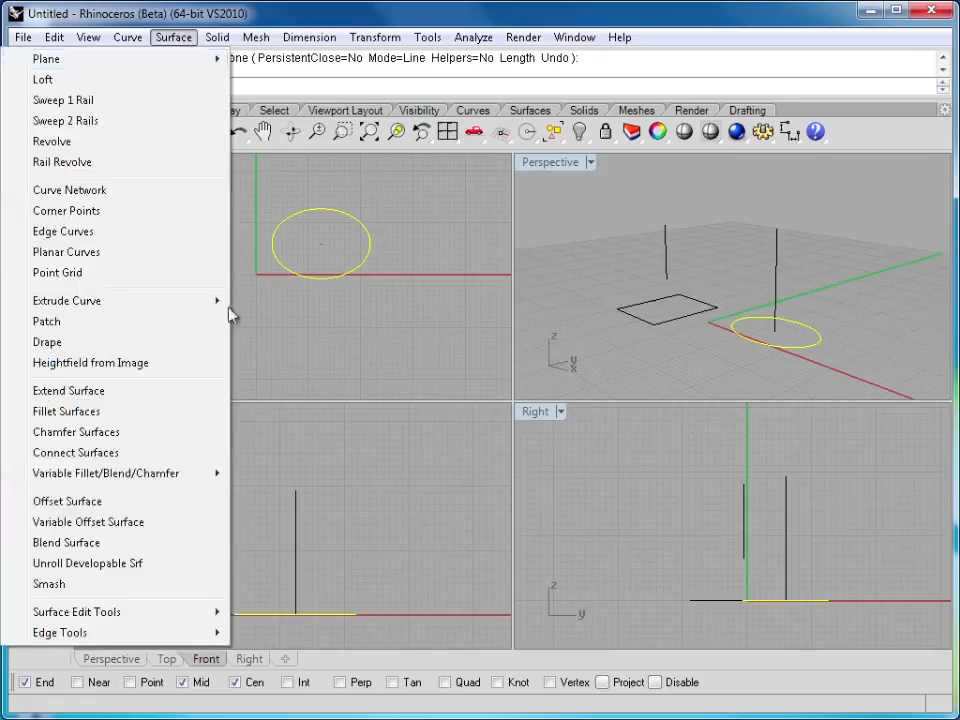 Untitled - Rhinoceros (Beta) (64-bit VS2010)
File Edit View Curve Surface Solid Mesh Dimension Transform Tools Analyze Render Window Help
(PersistentClose=No Mode=Line Helpers=No Length Undo):
Select Viewport Layout Visibility Curves Surfaces Solids Meshes Render Drafting
Plane
Loft
Sweep 1 Rail
Sweep 2 Rails
Revolve
Rail Revolve
Curve Network
Corner Points
Edge Curves
Planar Curves
Point Grid
Extrude Curve
Patch
Drape
Heightfield from Image
Extend Surface
Fillet Surfaces
Chamfer Surfaces
Connect Surfaces
Variable Fillet/Blend/Chamfer
Offset Surface
Variable Offset Surface
Blend Surface
Unroll Developable Srf
Smash
Surface Edit Tools
Edge Tools
Perspective
z
y
x
Right
z
y
Perspective Top Front Right
End Near Point Mid Cen Int Perp Tan Quad Knot Vertex Project Disable